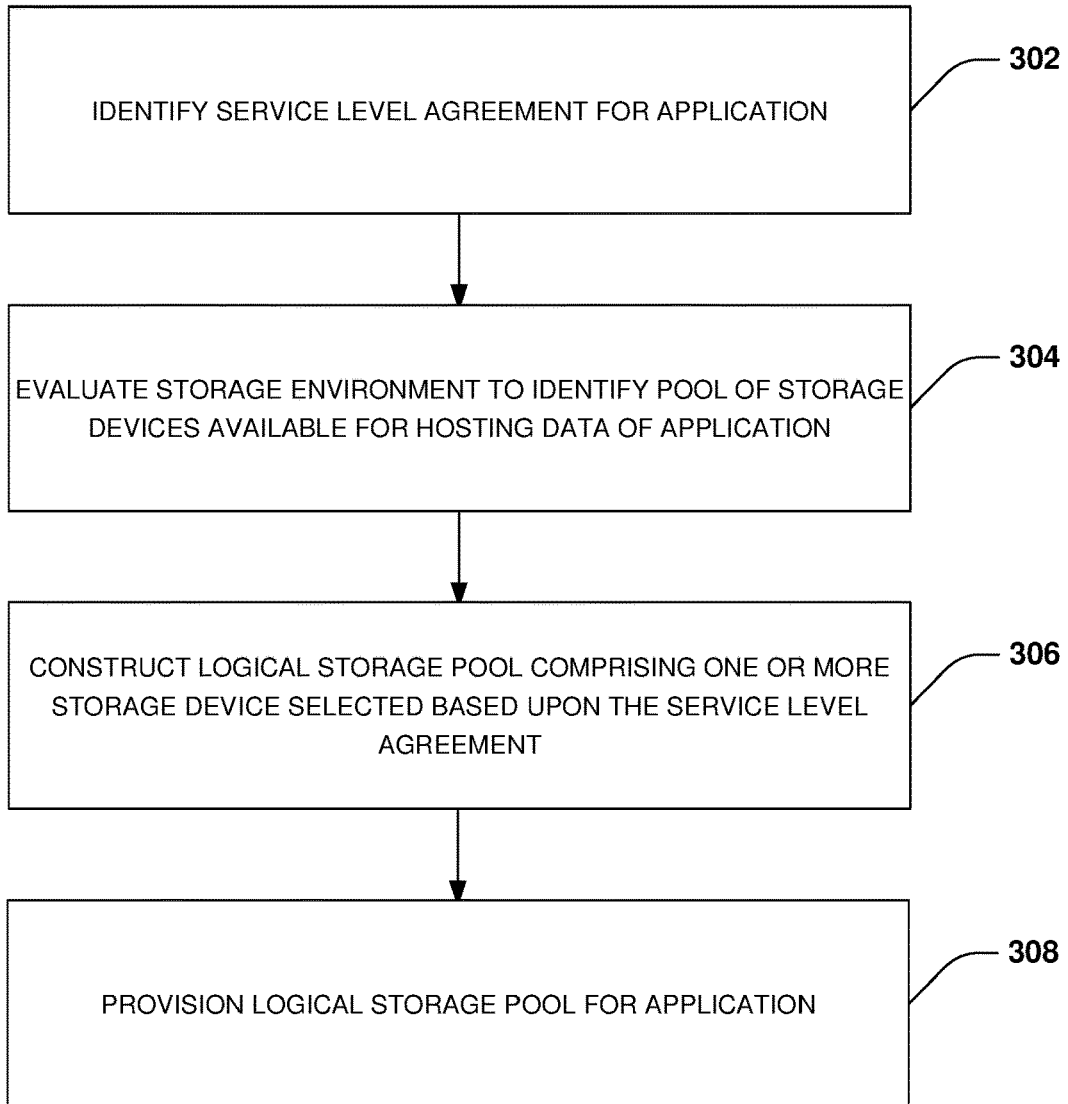 302
IDENTIFY SERVICE LEVEL AGREEMENT FOR APPLICATION
304
EVALUATE STORAGE ENVIRONMENT TO IDENTIFY POOL OF STORAGE
DEVICES AVAILABLE FOR HOSTING DATA OF APPLICATION
306
CONSTRUCT LOGICAL STORAGE POOL COMPRISING ONE OR MORE
STORAGE DEVICE SELECTED BASED UPON THE SERVICE LEVEL
AGREEMENT
308
PROVISION LOGICAL STORAGE POOL FOR APPLICATION